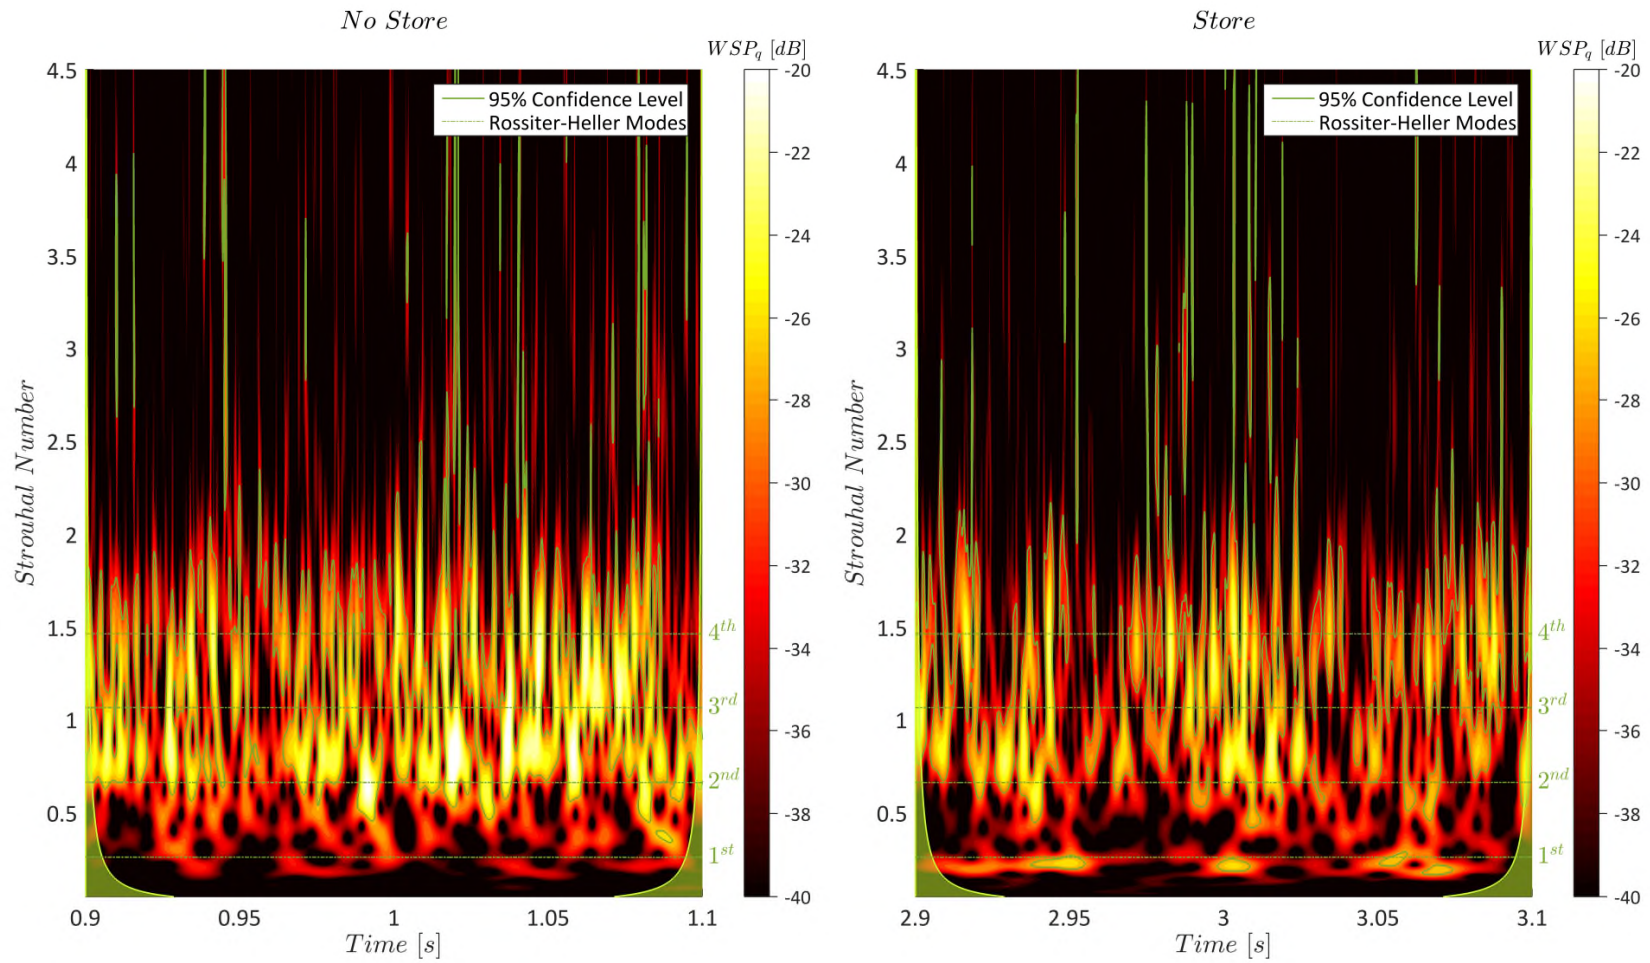 No Store
WSP_q [dB]
4.5
4
3.5
3
2.5
2
1.5
1
0.5
Strouhal Number
95% Confidence Level
Rossiter-Heller Modes
4th
3rd
2nd
1st
-20
-22
-24
-26
-28
-30
-32
-34
-36
-38
-40
0.9 0.95 1 1.05 1.1
Time [s]
Store
WSP_q [dB]
4.5
4
3.5
3
2.5
2
1.5
1
0.5
Strouhal Number
95% Confidence Level
Rossiter-Heller Modes
4th
3rd
2nd
1st
-20
-22
-24
-26
-28
-30
-32
-34
-36
-38
-40
2.9 2.95 3 3.05 3.1
Time [s]